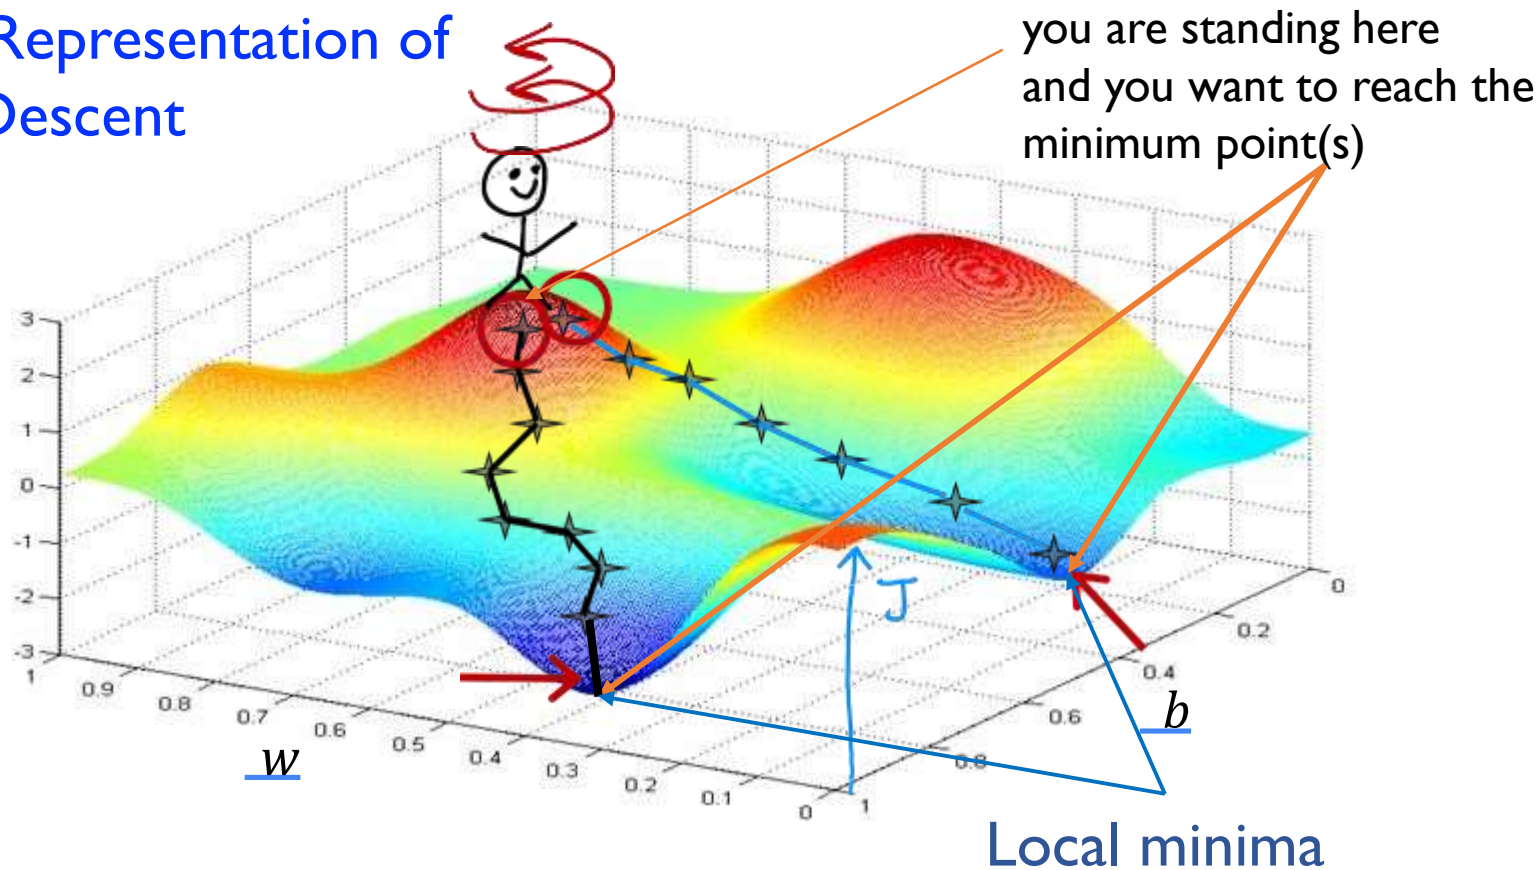 Representation of
Descent
you are standing here
and you want to reach the
minimum point(s)
3
2
1
0
-1
-2
-3
1
0.9
0.8
0.7
0.6
0.5
0.4
0.3
0.2
0.1
0
w
J
0
0.2
0.4
0.6
0.8
1
b
Local minima